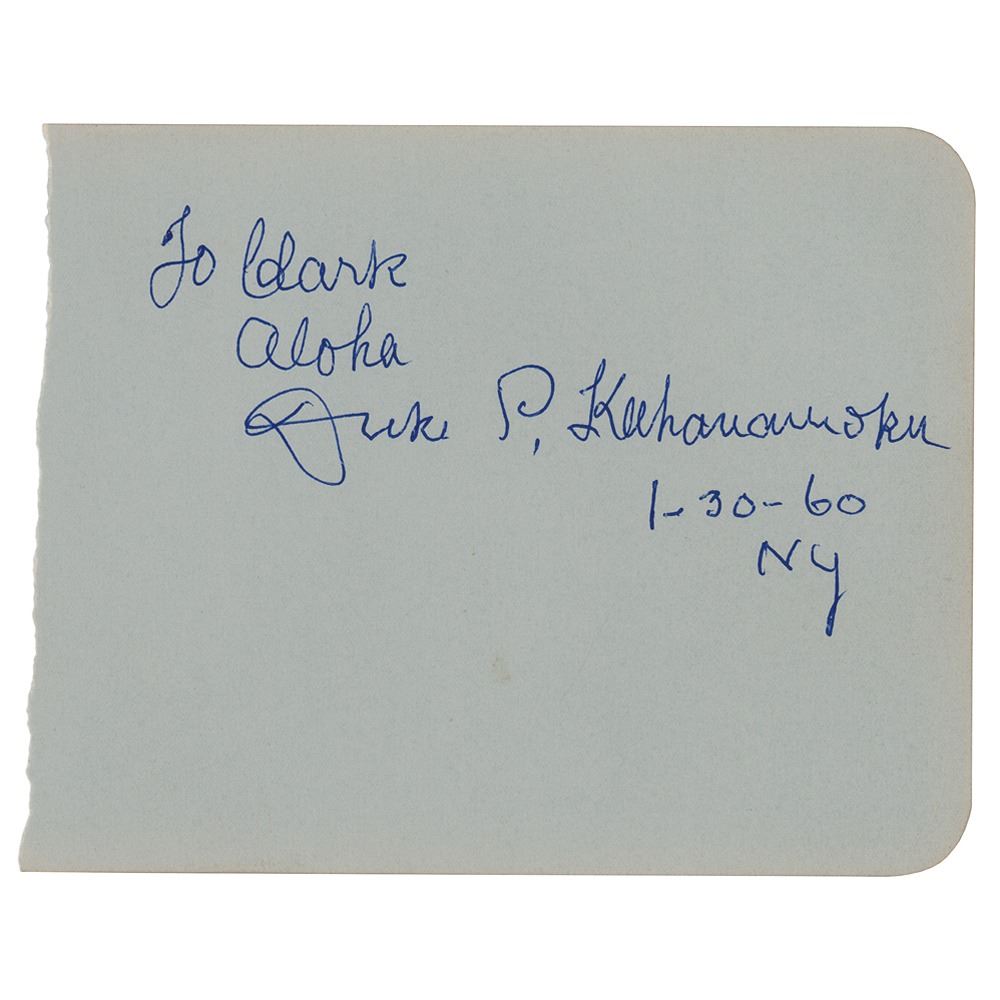 To Clark
Aloha
Duke P. Kahanamoku
1-30-60
NY